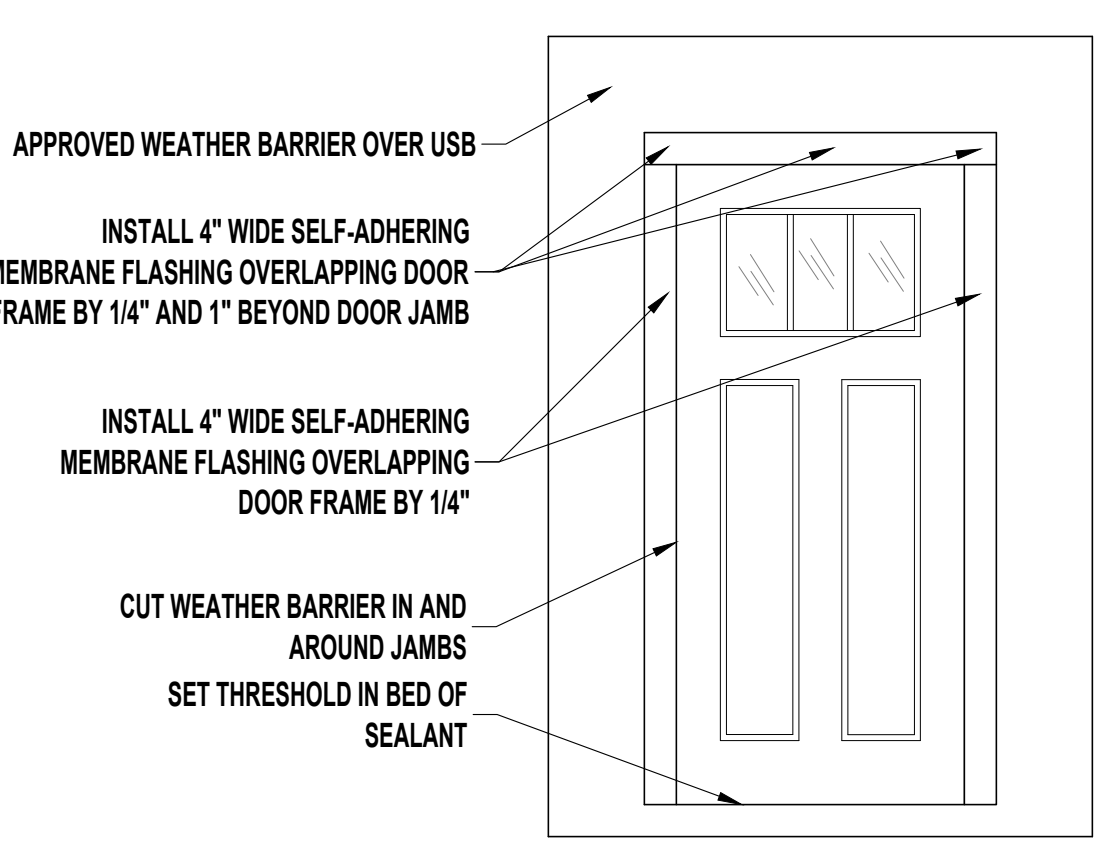 APPROVED WEATHER BARRIER OVER USB
INSTALL 4" WIDE SELF-ADHERING
MEMBRANE FLASHING OVERLAPPING DOOR
FRAME BY 1/4" AND 1" BEYOND DOOR JAMB
INSTALL 4" WIDE SELF-ADHERING
MEMBRANE FLASHING OVERLAPPING
DOOR FRAME BY 1/4"
CUT WEATHER BARRIER IN AND
AROUND JAMBS
SET THRESHOLD IN BED OF
SEALANT